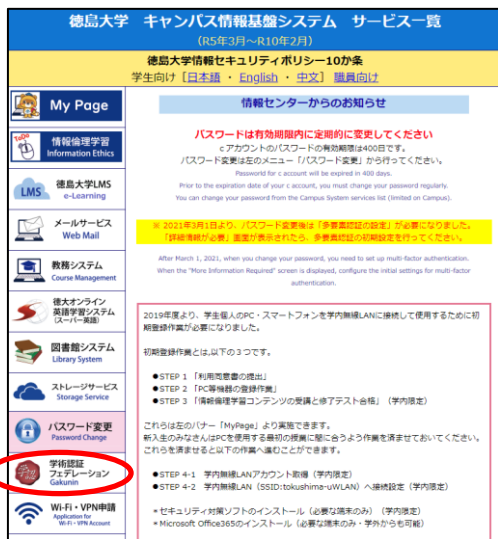 徳島大学 キャンパス情報基盤システム サービス一覧
(R5年3月～R10年2月)
徳島大学情報セキュリティポリシー10か条
学生向け [日本語 ・ English ・ 中文] 職員向け
My Page
ToDo
情報倫理学習
Information Ethics
LMS
徳島大学LMS
e-Learning
メールサービス
Web Mail
教務システム
Course Management
徳大オンライン
英語学習システム
(スーパー英語)
図書館システム
Library System
ストレージサービス
Storage Service
パスワード変更
Password Change
学術認証
フェデレーション
Gakunin
Wi-Fi・VPN申請
Application for
Wi-Fi・VPN Account
情報センターからのお知らせ
パスワードは有効期限内に定期的に変更してください
cアカウントのパスワードの有効期限は400日です。
パスワード変更は左のメニュー「パスワード変更」から行ってください。
Password for c account will be expired in 400 days.
Prior to the expiration date of your c account, you must change your password regularly.
You can change your password from the Campus System services list (limited on Campus).
※ 2021年3月1日より、パスワード変更後は「多要素認証の設定」が必要になりました。
「詳細情報が必要」画面が表示されたら、多要素認証の初期設定を行ってください。
After March 1, 2021, when you change your password, you need to set up multi-factor authentication.
When the "More Information Required" screen is displayed, configure the initial settings for multi-factor
authentication.
2019年度より、学生個人のPC・スマートフォンを学内無線LANに接続して使用するために初
期登録作業が必要になりました。
初期登録作業とは、以下の3つです。
●STEP 1 「利用同意書の提出」
●STEP 2 「PC等機器の登録作業」
●STEP 3 「情報倫理学習コンテンツの受講と修了テスト合格」（学内限定）
これらは左のバナー「MyPage」より実施できます。
新入生のみなさんはPCを使用する最初の授業に間に合うよう作業を済ませておいてください。
これらを済ませると以下の作業へ進むことができます。
●STEP 4-1 学内無線LANアカウント取得（学内限定）
●STEP 4-2 学内無線LAN（SSID:tokushima-uWLAN）へ接続設定（学内限定）
＊セキュリティ対策ソフトのインストール（必要な端末のみ）（学内限定）
＊Microsoft Office365のインストール（必要な端末のみ・学外からも可能）